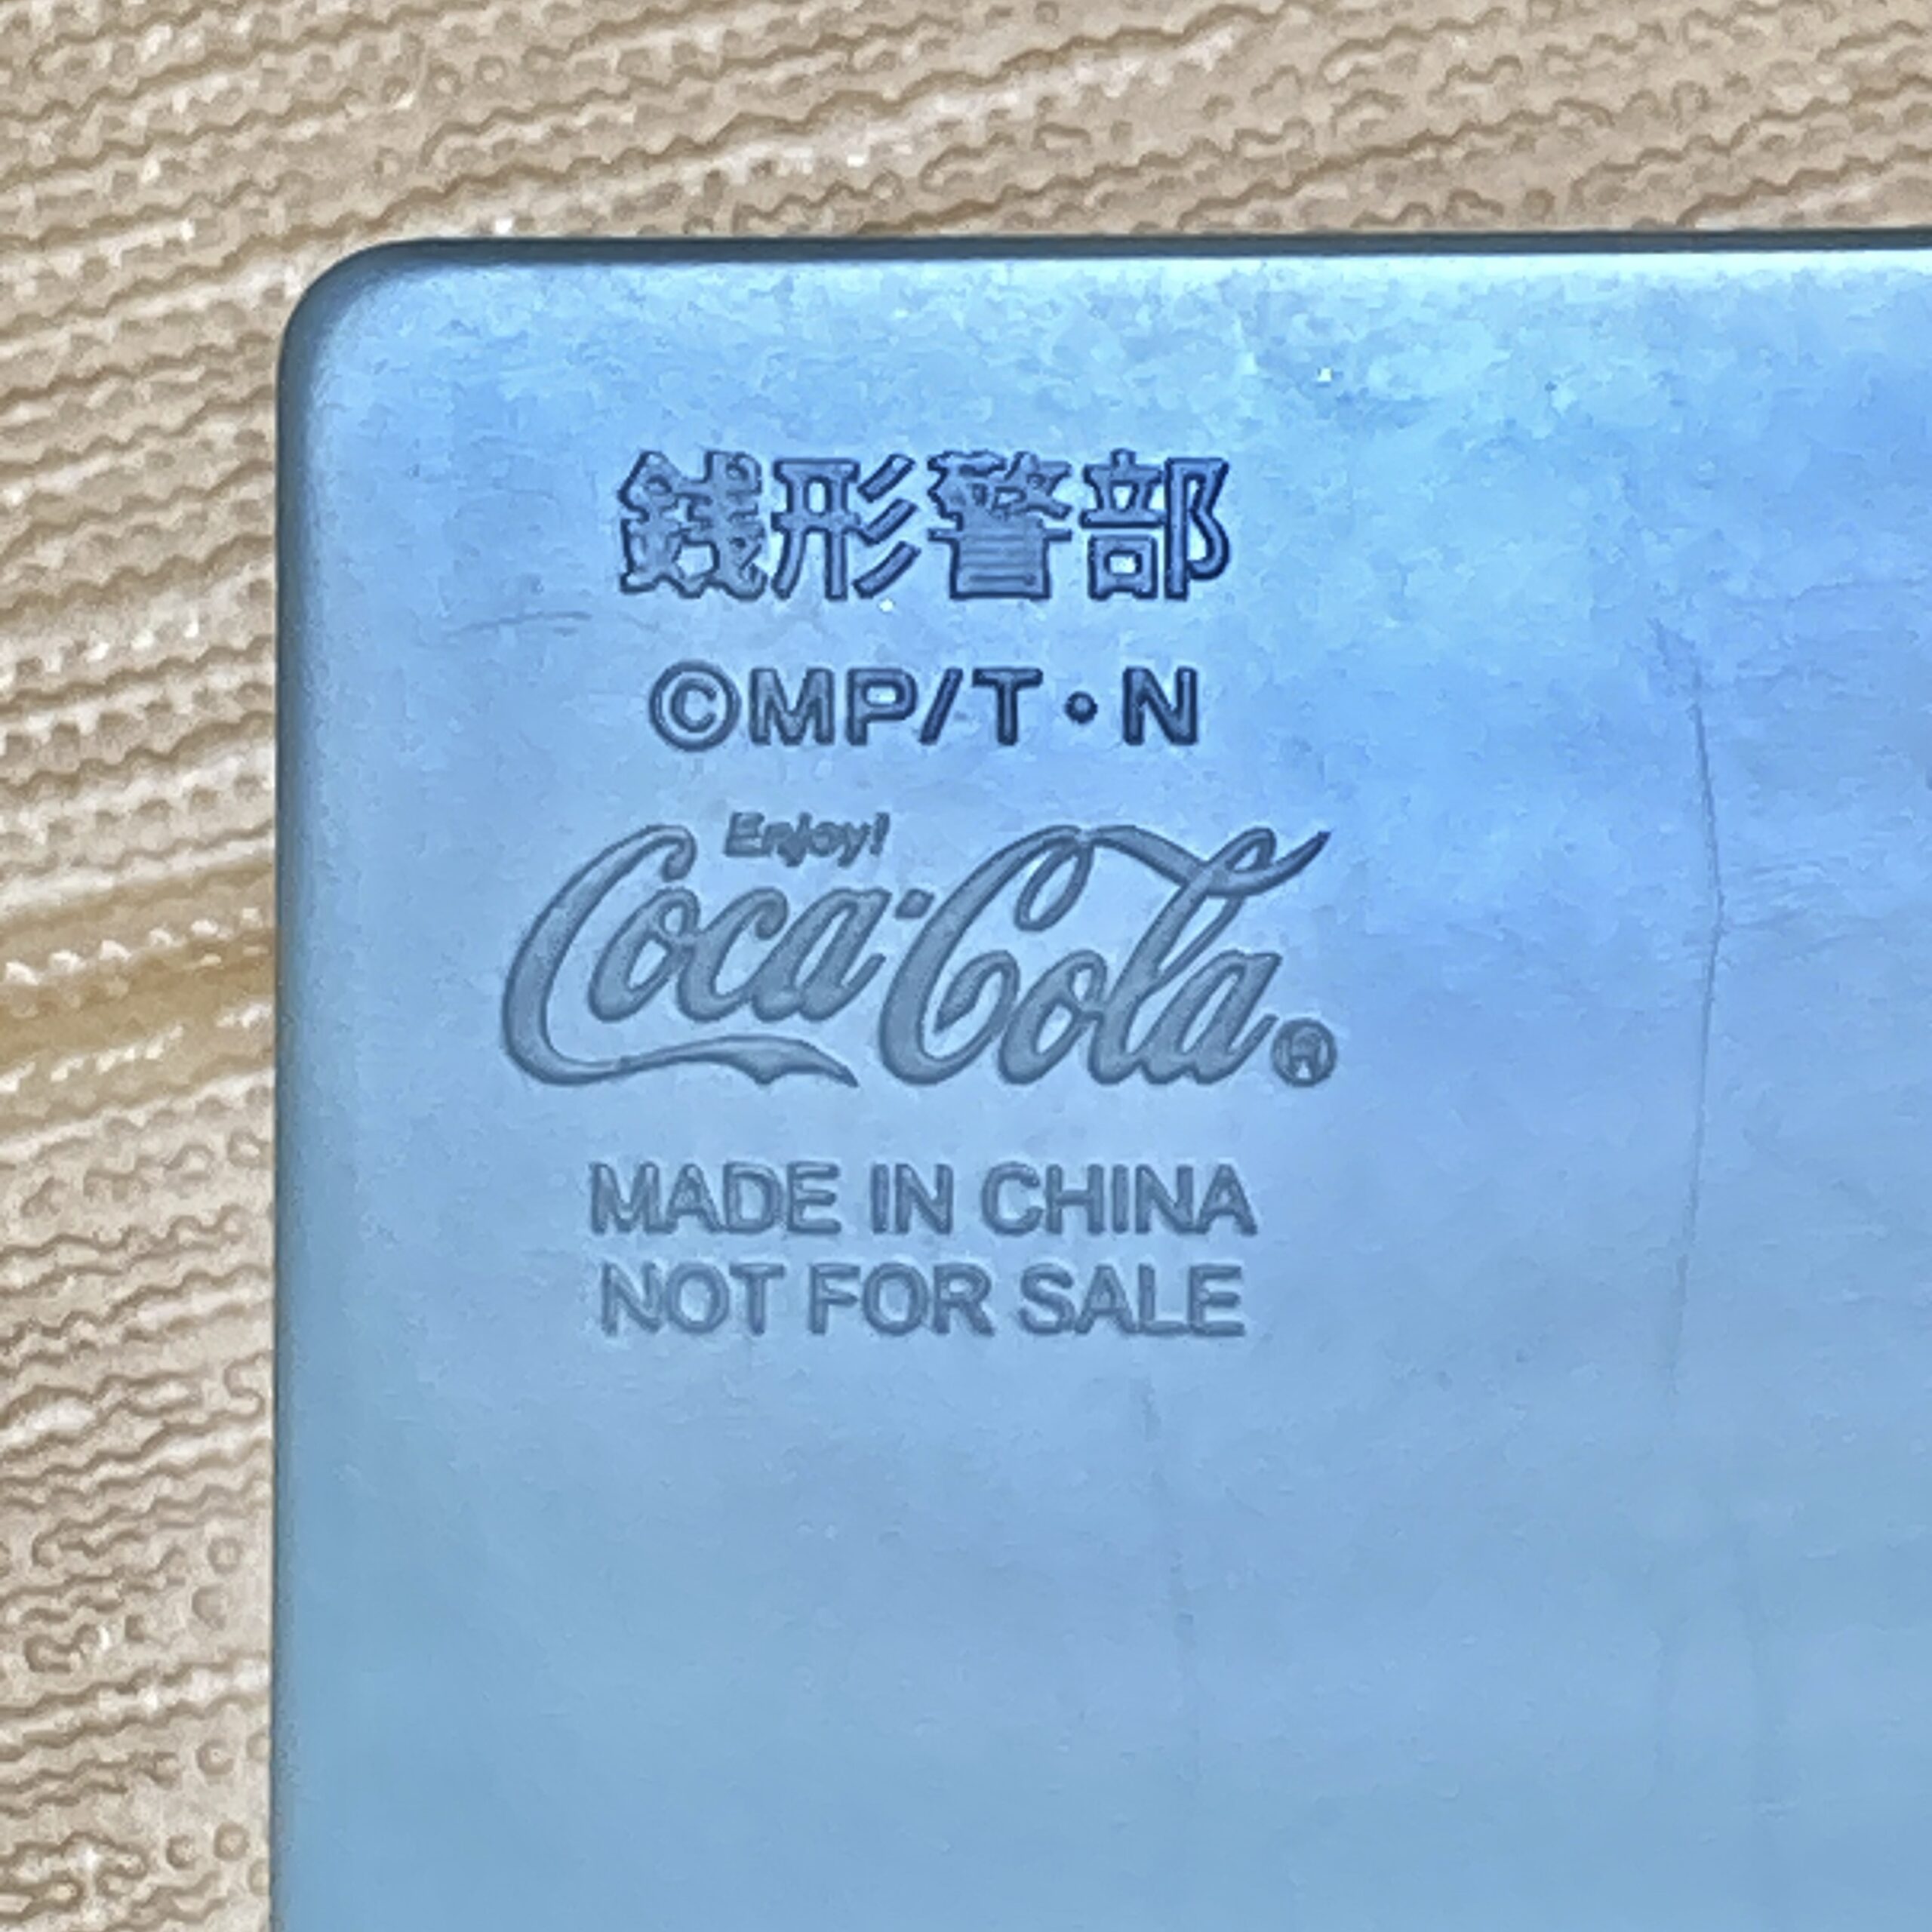 銭形警部
©MP/T・N
Enjoy!
Coca-Cola®
MADE IN CHINA
NOT FOR SALE